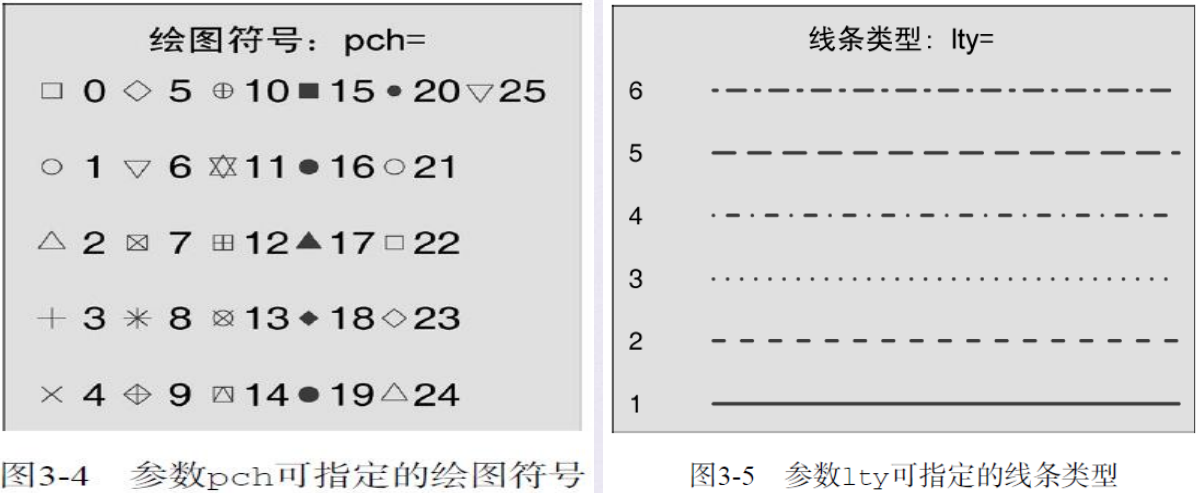 绘图符号：pch=
0 5 10 15 20 25
1 6 11 16 21
2 7 12 17 22
3 8 13 18 23
4 9 14 19 24
图3-4 参数pch可指定的绘图符号
线条类型：lty=
6
5
4
3
2
1
图3-5 参数lty可指定的线条类型